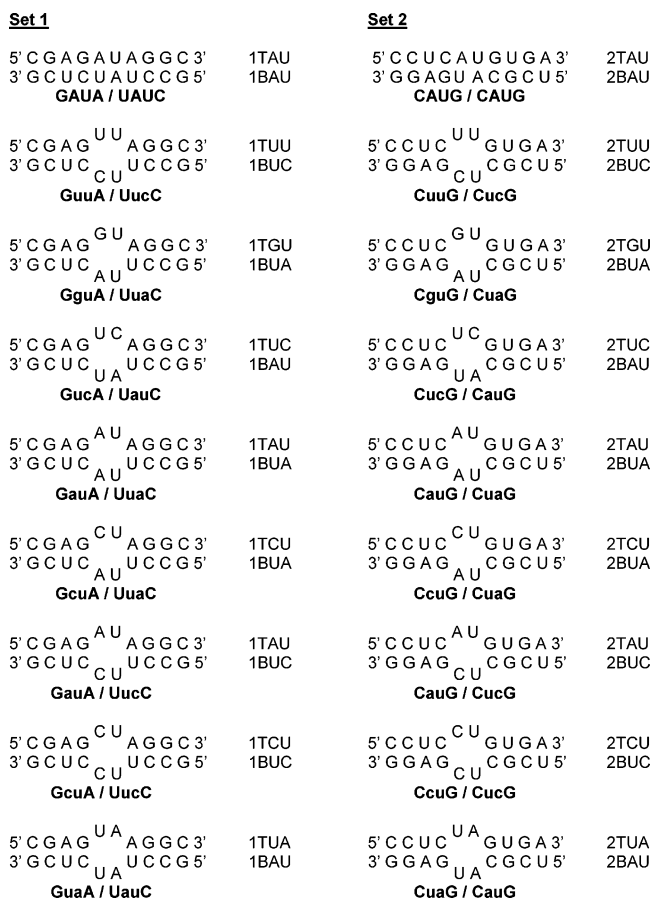 Set 1
5' C G A G A U A G G C 3' 1TAU
3' G C U C U A U C C G 5' 1BAU
GAUA / UAUC
U U
5' C G A G A G G C 3' 1TUU
3' G C U C U C C G 5' 1BUC
C U
GuuA / UucC
G U
5' C G A G A G G C 3' 1TGU
3' G C U C U C C G 5' 1BUA
A U
GguA / UuaC
U C
5' C G A G A G G C 3' 1TUC
3' G C U C U C C G 5' 1BAU
U A
GucA / UauC
A U
5' C G A G A G G C 3' 1TAU
3' G C U C U C C G 5' 1BUA
A U
GauA / UuaC
C U
5' C G A G A G G C 3' 1TCU
3' G C U C U C C G 5' 1BUA
A U
GcuA / UuaC
A U
5' C G A G A G G C 3' 1TAU
3' G C U C U C C G 5' 1BUC
C U
GauA / UucC
C U
5' C G A G A G G C 3' 1TCU
3' G C U C U C C G 5' 1BUC
C U
GcuA / UucC
U A
5' C G A G A G G C 3' 1TUA
3' G C U C U C C G 5' 1BAU
U A
GuaA / UauC
Set 2
5' C C U C A U G U G A 3' 2TAU
3' G G A G U A C G C U 5' 2BAU
CAUG / CAUG
U U
5' C C U C G U G A 3' 2TUU
3' G G A G C G C U 5' 2BUC
C U
CuuG / CucG
G U
5' C C U C G U G A 3' 2TGU
3' G G A G C G C U 5' 2BUA
A U
CguG / CuaG
U C
5' C C U C G U G A 3' 2TUC
3' G G A G C G C U 5' 2BAU
U A
CucG / CauG
A U
5' C C U C G U G A 3' 2TAU
3' G G A G C G C U 5' 2BUA
A U
CauG / CuaG
C U
5' C C U C G U G A 3' 2TCU
3' G G A G C G C U 5' 2BUA
A U
CcuG / CuaG
A U
5' C C U C G U G A 3' 2TAU
3' G G A G C G C U 5' 2BUC
C U
CauG / CucG
C U
5' C C U C G U G A 3' 2TCU
3' G G A G C G C U 5' 2BUC
C U
CcuG / CucG
U A
5' C C U C G U G A 3' 2TUA
3' G G A G C G C U 5' 2BAU
U A
CuaG / CauG